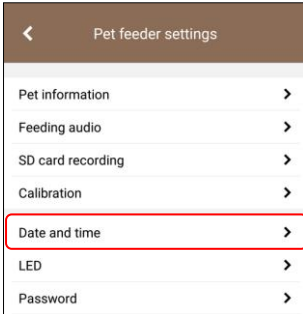 Pet feeder settings
Pet information
Feeding audio
SD card recording
Calibration
Date and time
LED
Password